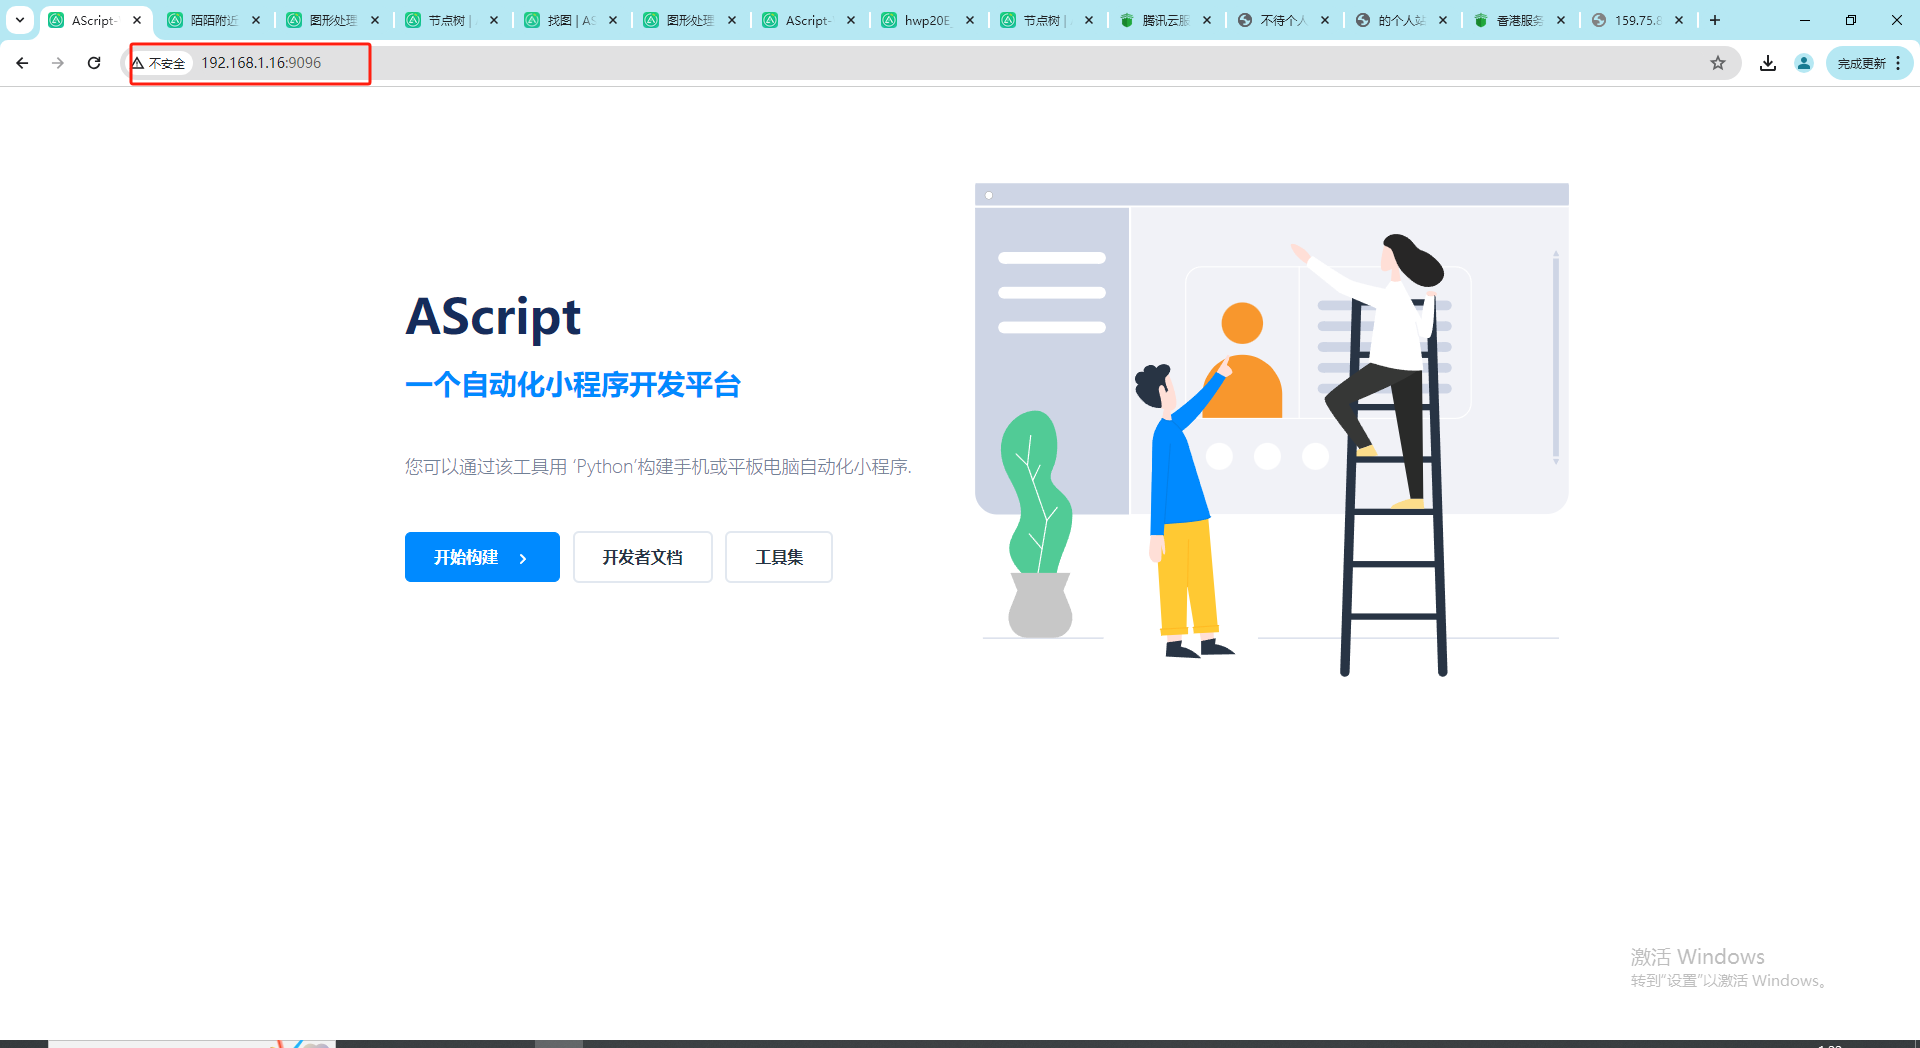 AScript-
陌陌附近
图形处理
节点树 |
找图 | AS
图形处理
AScript-
hwp20E
节点树 |
腾讯云服
不待个人
的个人站
香港服务
159.75.8
不安全
192.168.1.16:9096
完成更新
AScript
一个自动化小程序开发平台
您可以通过该工具用 ‘Python’构建手机或平板电脑自动化小程序.
开始构建
开发者文档
工具集
激活 Windows
转到“设置”以激活 Windows。